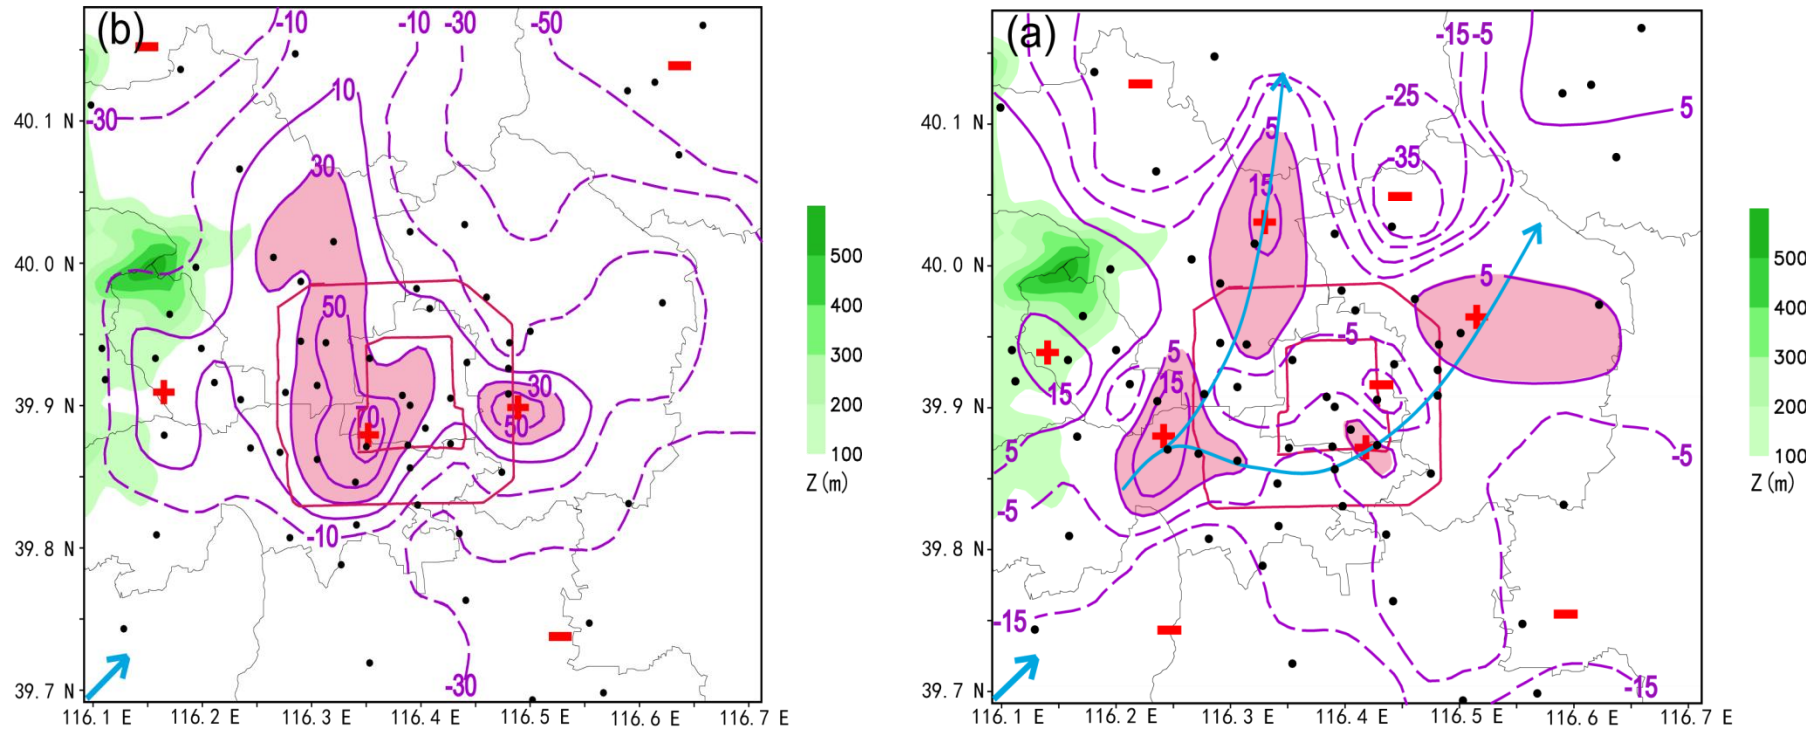 (b)
-10
-10
-30
-50
-30
10
30
50
70
30
50
-10
-30
40.1 N
40.0 N
39.9 N
39.8 N
39.7 N
116.1 E
116.2 E
116.3 E
116.4 E
116.5 E
116.6 E
116.7 E
500
400
300
200
100
Z(m)
(a)
-15
-5
-25
5
5
-35
15
5
-5
5
15
15
5
-5
-5
-15
-15
40.1 N
40.0 N
39.9 N
39.8 N
39.7 N
116.1 E
116.2 E
116.3 E
116.4 E
116.5 E
116.6 E
116.7 E
500
400
300
200
100
Z(m)